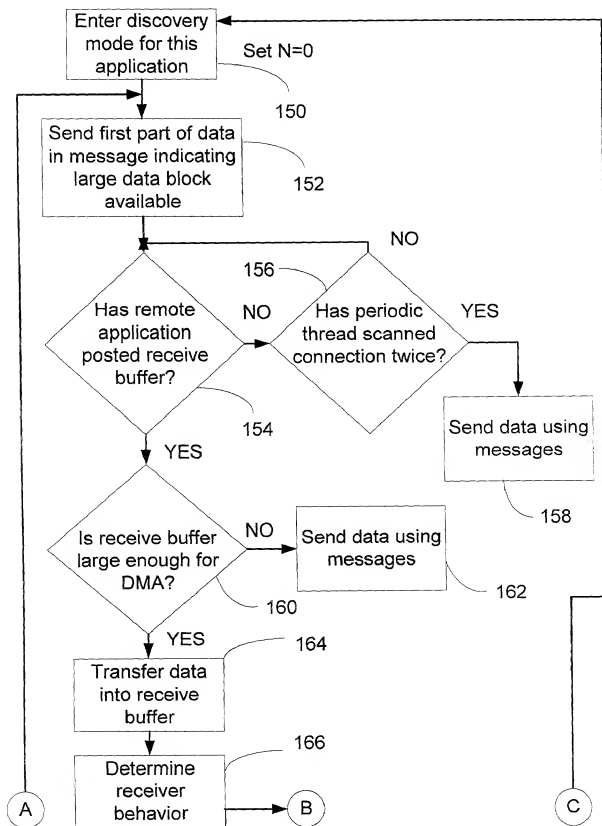 Enter discovery
mode for this
application
Set N=0
150
Send first part of data
in message indicating
large data block
available
152
NO
156
Has remote
application
posted receive
buffer?
NO
Has periodic
thread scanned
connection twice?
YES
154
Send data using
messages
158
YES
Is receive buffer
large enough for
DMA?
NO
Send data using
messages
160
162
YES
164
Transfer data
into receive
buffer
166
Determine
receiver
behavior
A
B
C